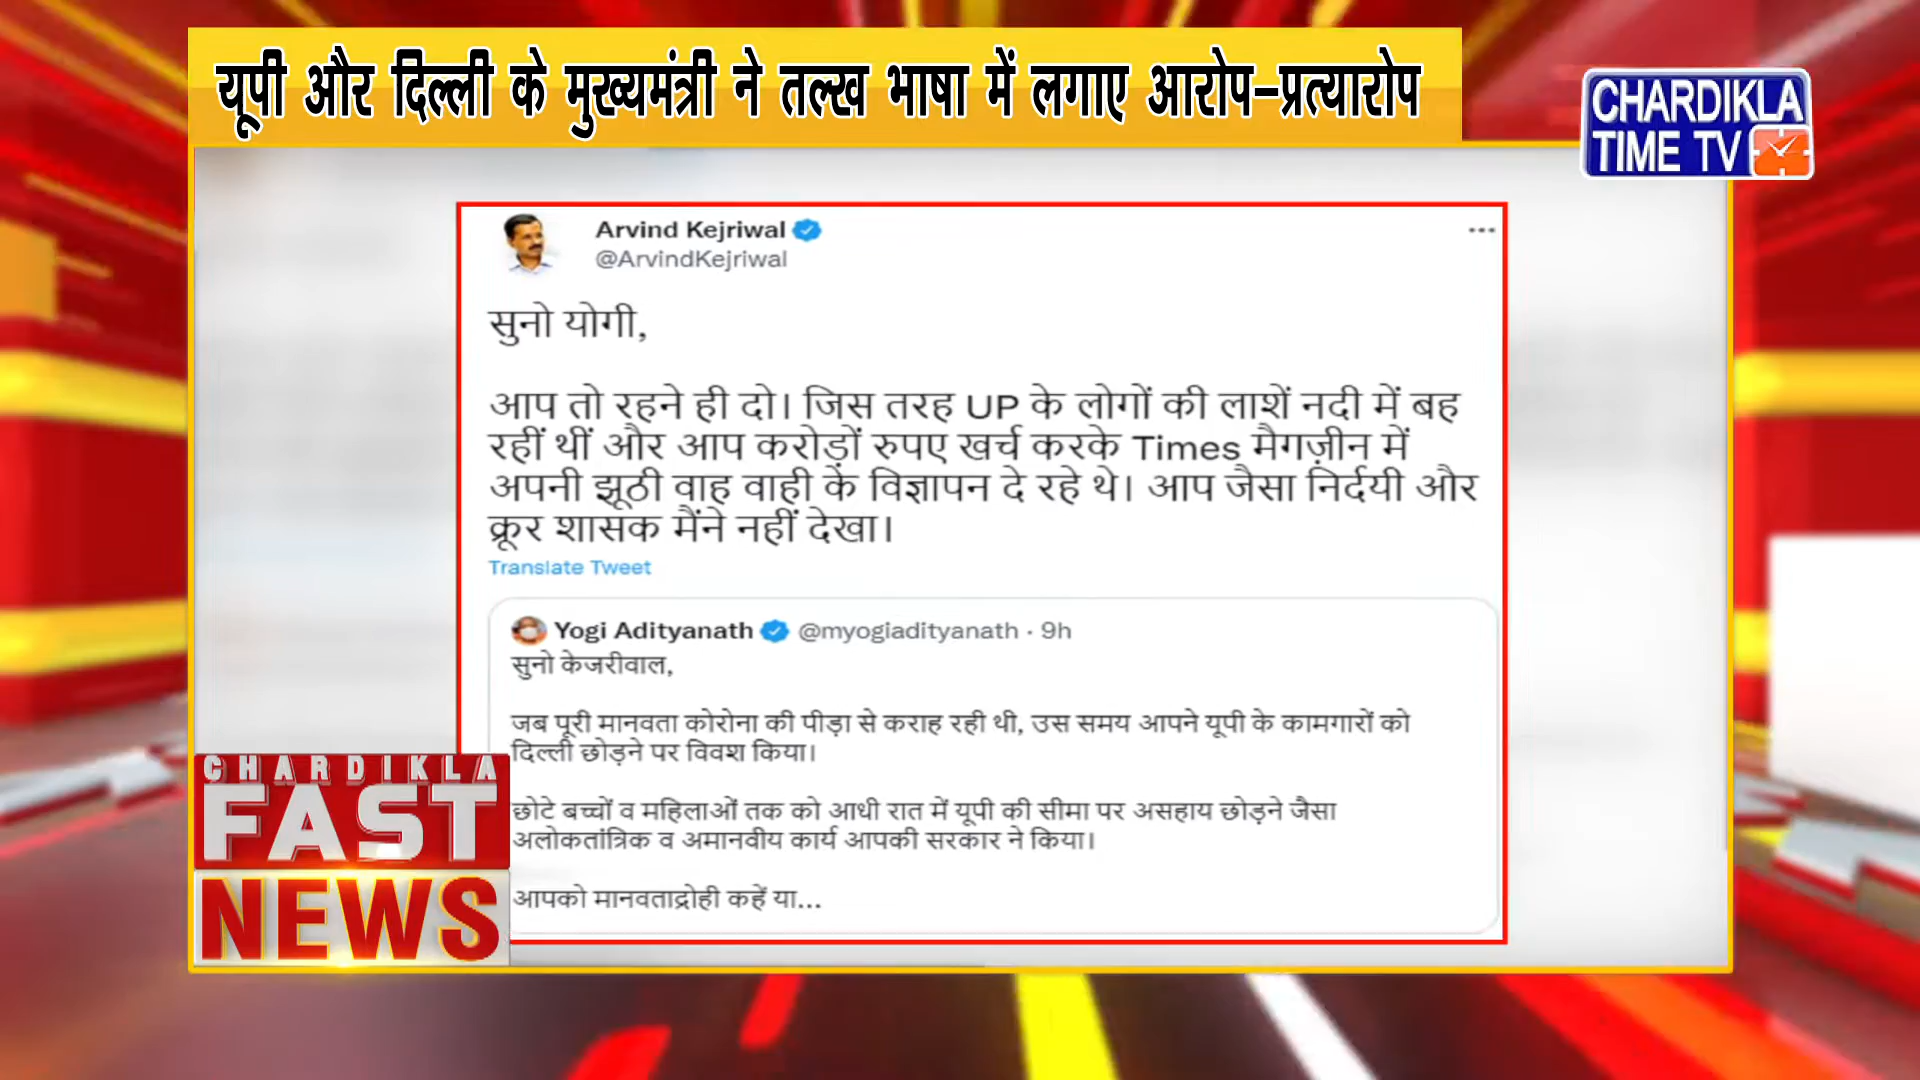 यूपी और दिल्ली के मुख्यमंत्री ने तल्ख भाषा में लगाए आरोप-प्रत्यारोप
CHARDIKLA
TIME TV
Arvind Kejriwal
@ArvindKejriwal
सुनो योगी,
आप तो रहने ही दो। जिस तरह UP के लोगों की लाशें नदी में बह
रहीं थीं और आप करोड़ों रुपए खर्च करके Times मैगज़ीन में
अपनी झूठी वाह वाही के विज्ञापन दे रहे थे। आप जैसा निर्दयी और
क्रूर शासक मैंने नहीं देखा।
Translate Tweet
Yogi Adityanath @myogiadityanath · 9h
सुनो केजरीवाल,
जब पूरी मानवता कोरोना की पीड़ा से कराह रही थी, उस समय आपने यूपी के कामगारों को
दिल्ली छोड़ने पर विवश किया।
छोटे बच्चों व महिलाओं तक को आधी रात में यूपी की सीमा पर असहाय छोड़ने जैसा
अलोकतांत्रिक व अमानवीय कार्य आपकी सरकार ने किया।
आपको मानवताद्रोही कहें या...
CHARDIKLA
FAST
NEWS